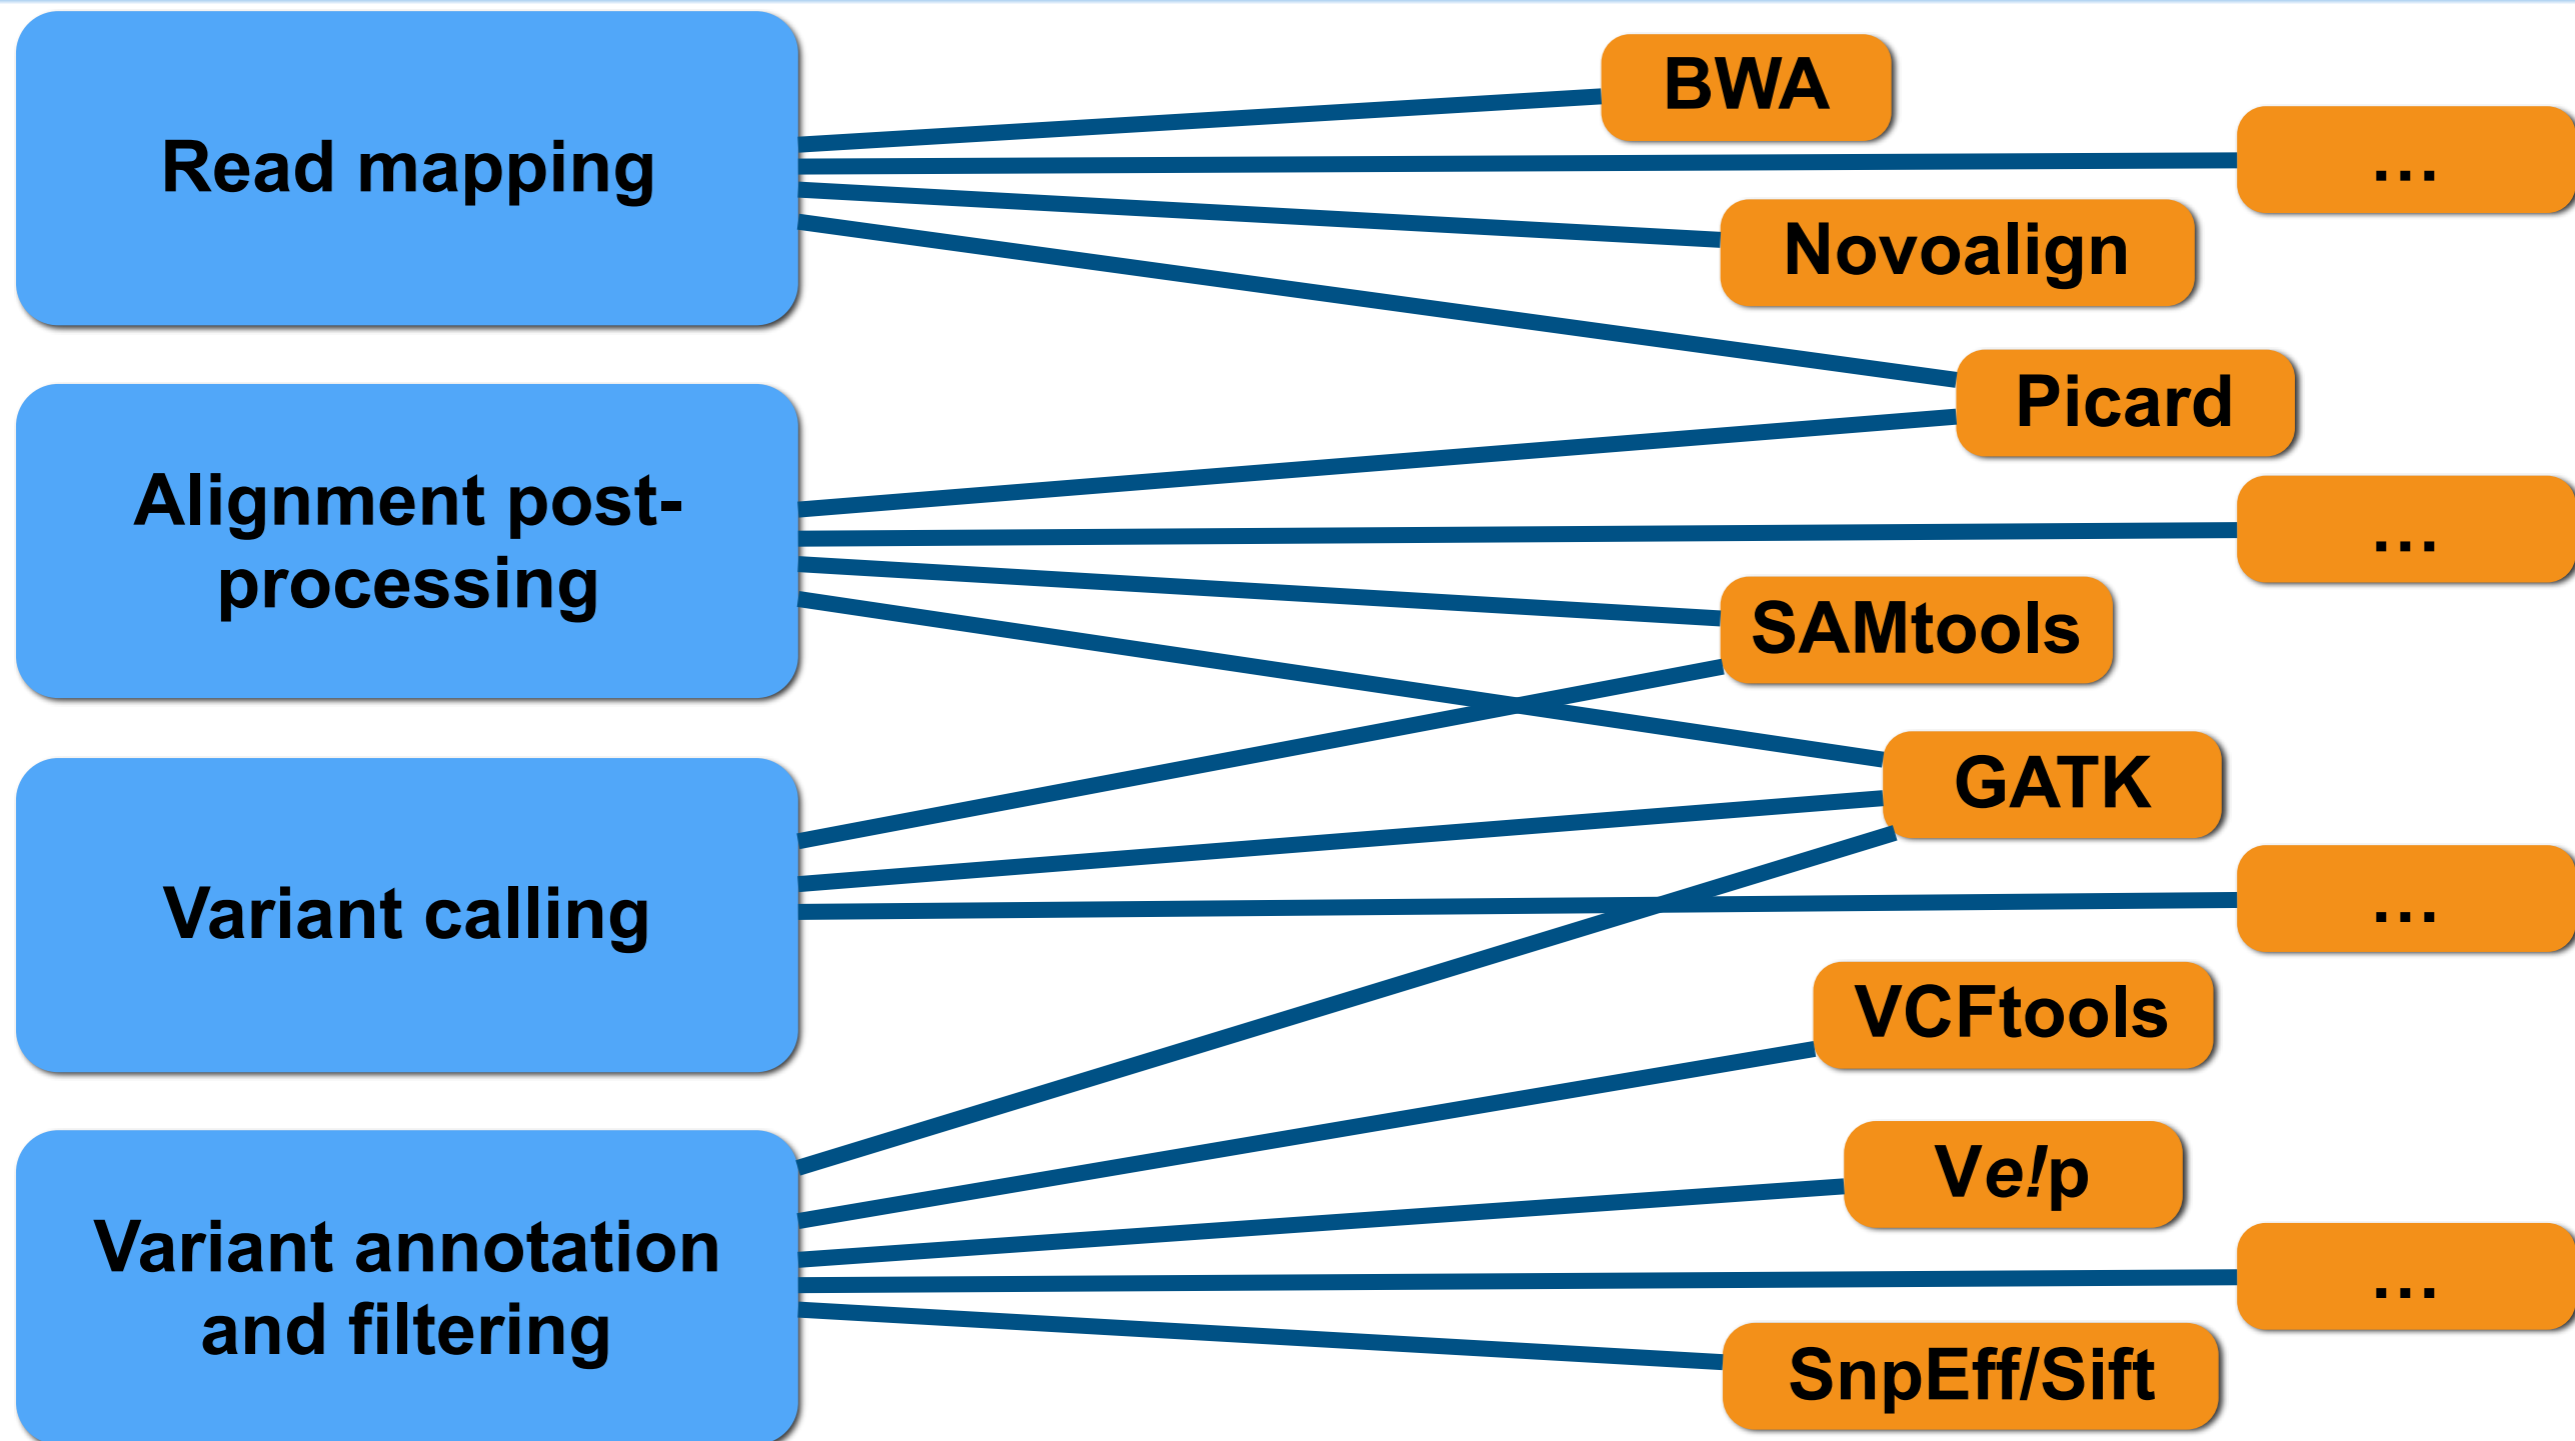 Read mapping
BWA
…
Novoalign
Picard
Alignment post-
processing
…
SAMtools
GATK
Variant calling
…
VCFtools
Ve!p
Variant annotation
and filtering
…
SnpEff/Sift